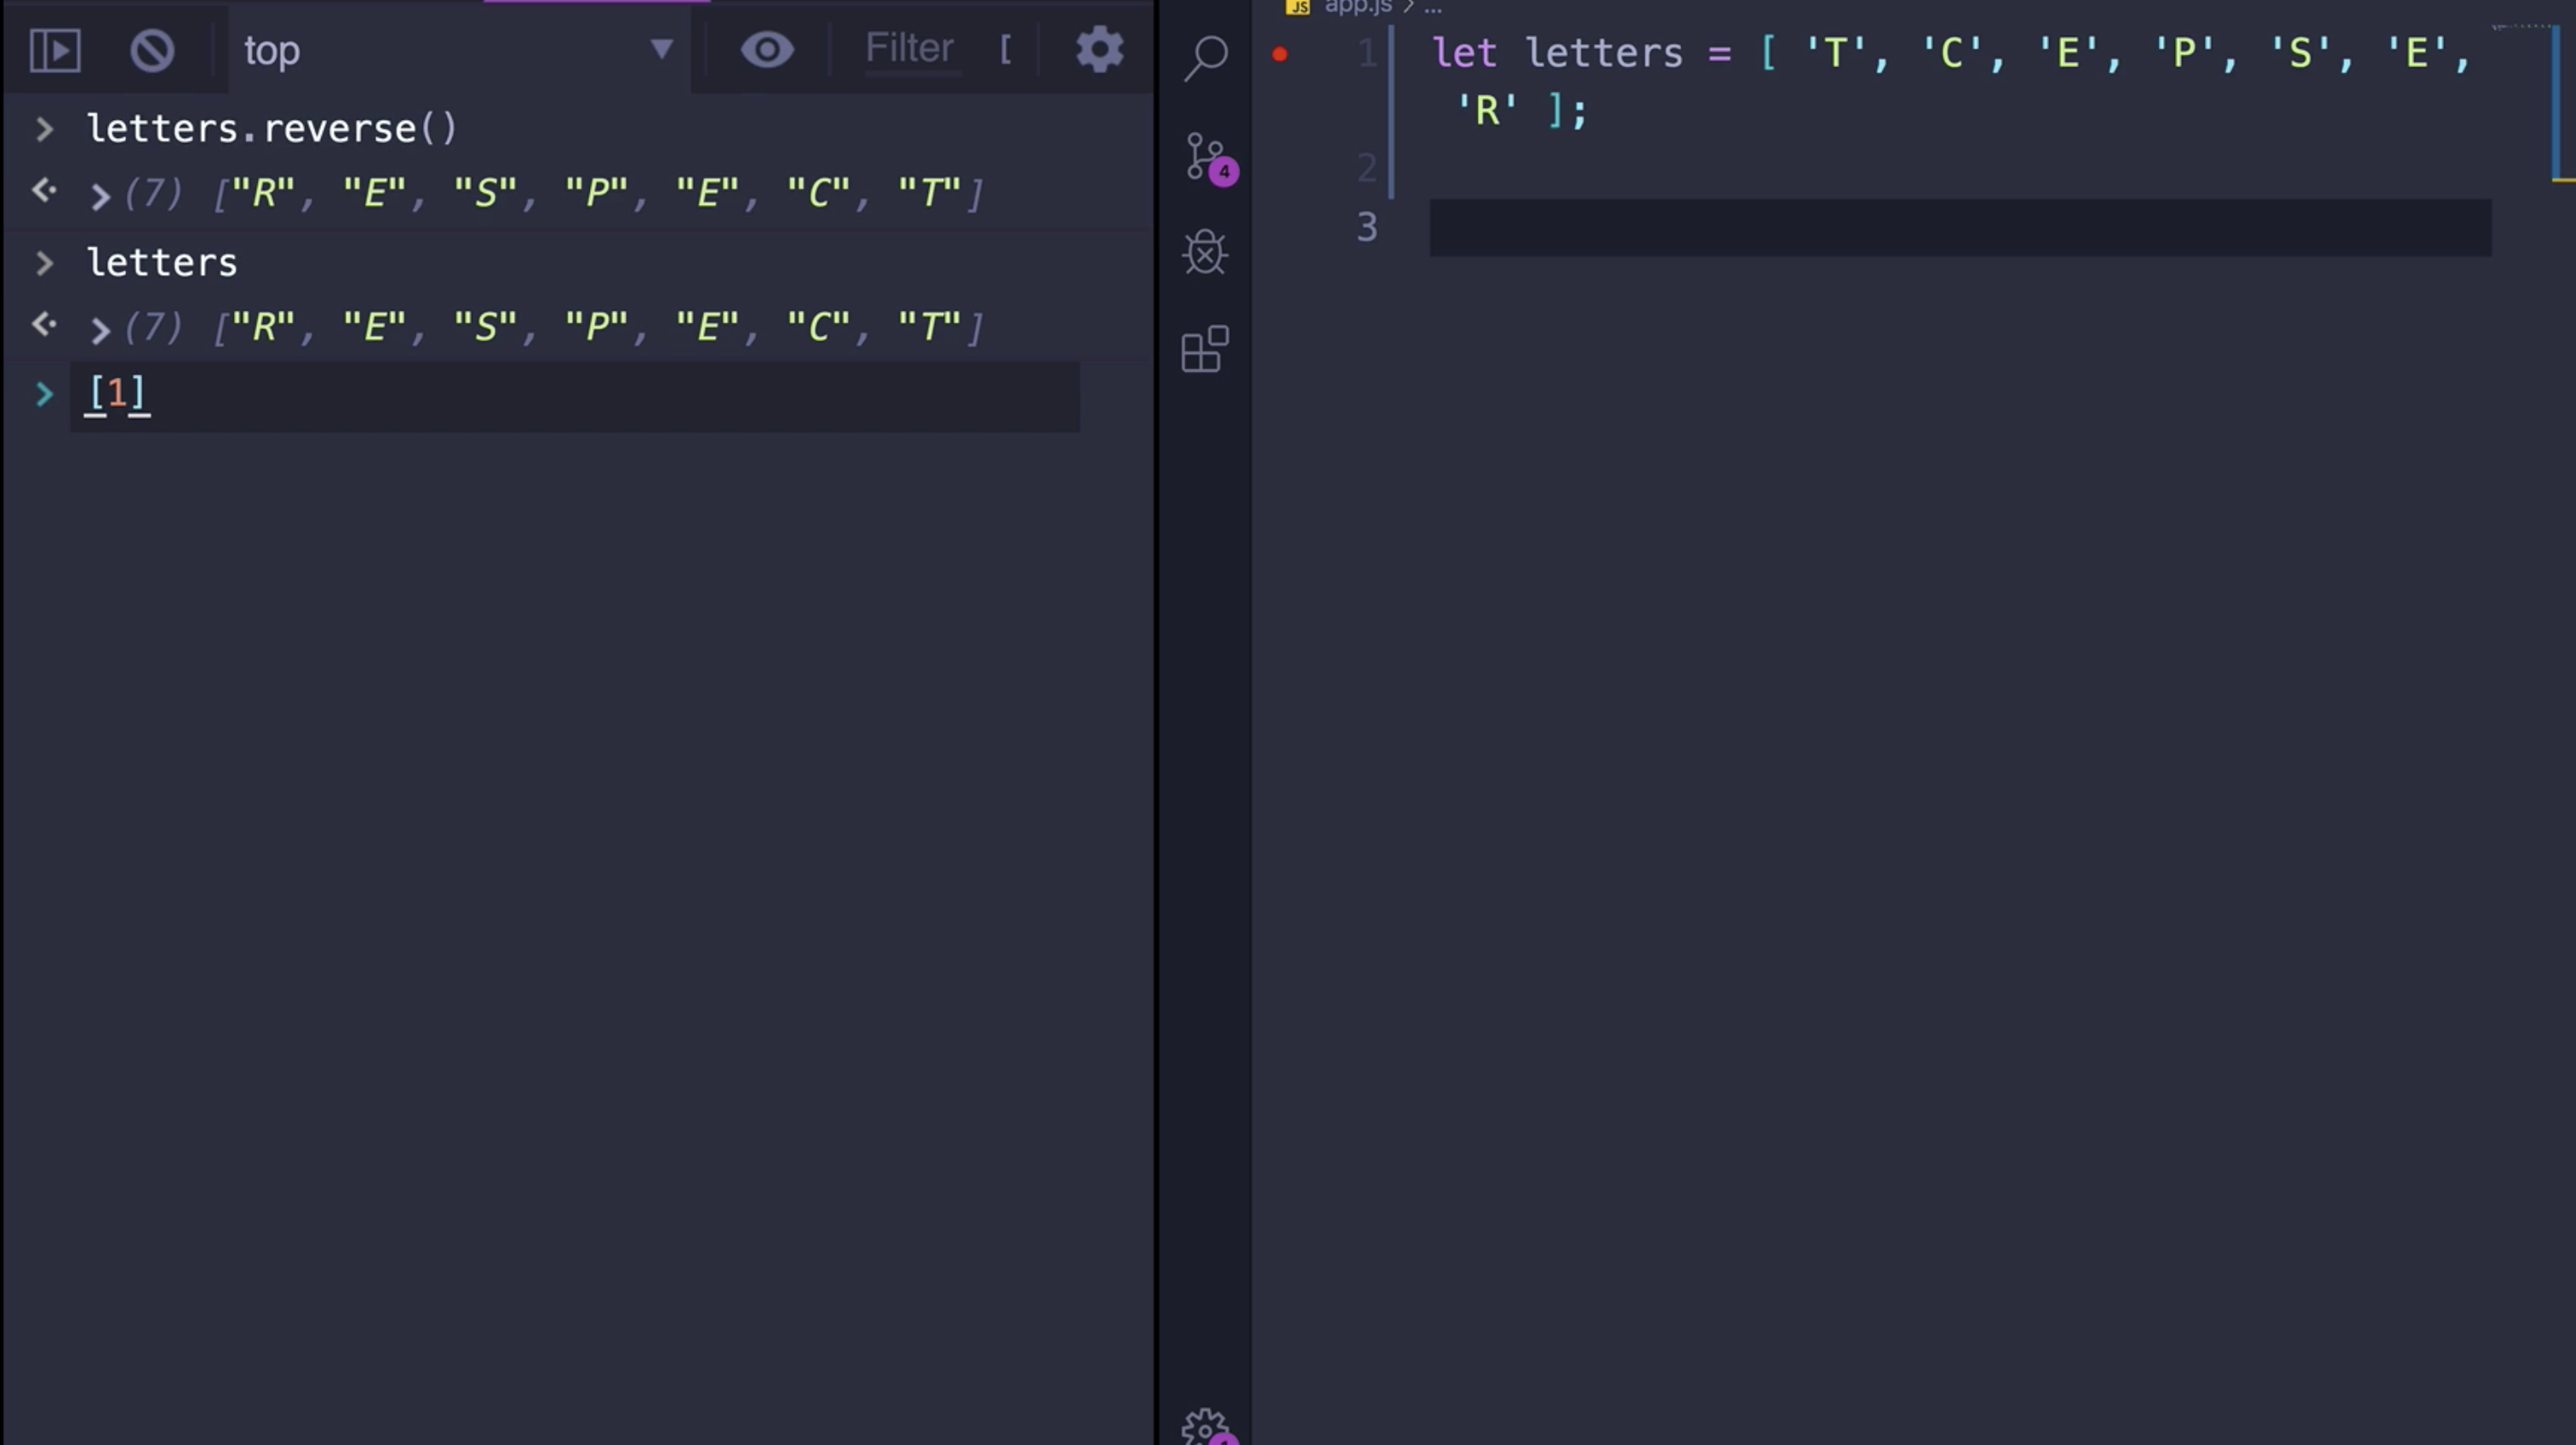 top
Filter [
letters.reverse()
(7) ["R", "E", "S", "P", "E", "C", "T"]
letters
(7) ["R", "E", "S", "P", "E", "C", "T"]
[1]
4
JS app.js > ...
1 let letters = [ 'T', 'C', 'E', 'P', 'S', 'E',
'R' ];
2
3